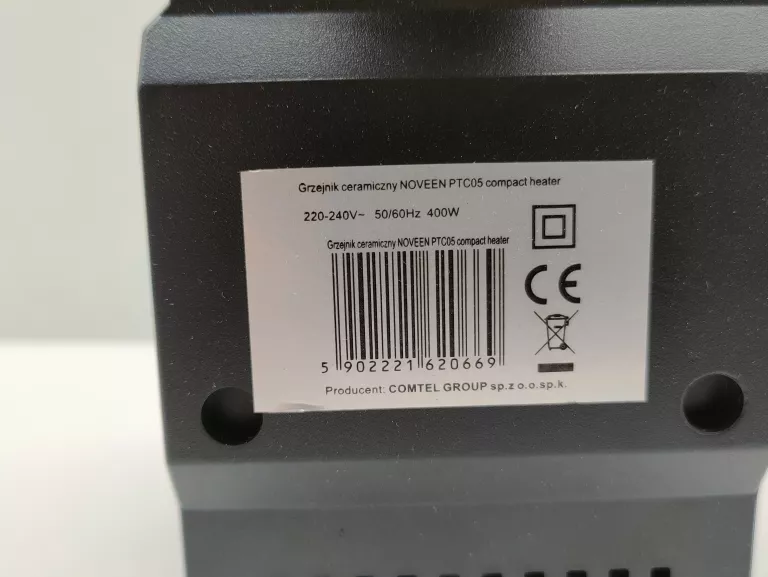 Grzejnik ceramiczny NOVEEN PTC05 compact heater
220-240V~ 50/60Hz 400W
Grzejnik ceramiczny NOVEEN PTC05 compact heater
5 902221 620669
CE
Producent: COMTEL GROUP sp.z o.o.sp.k.